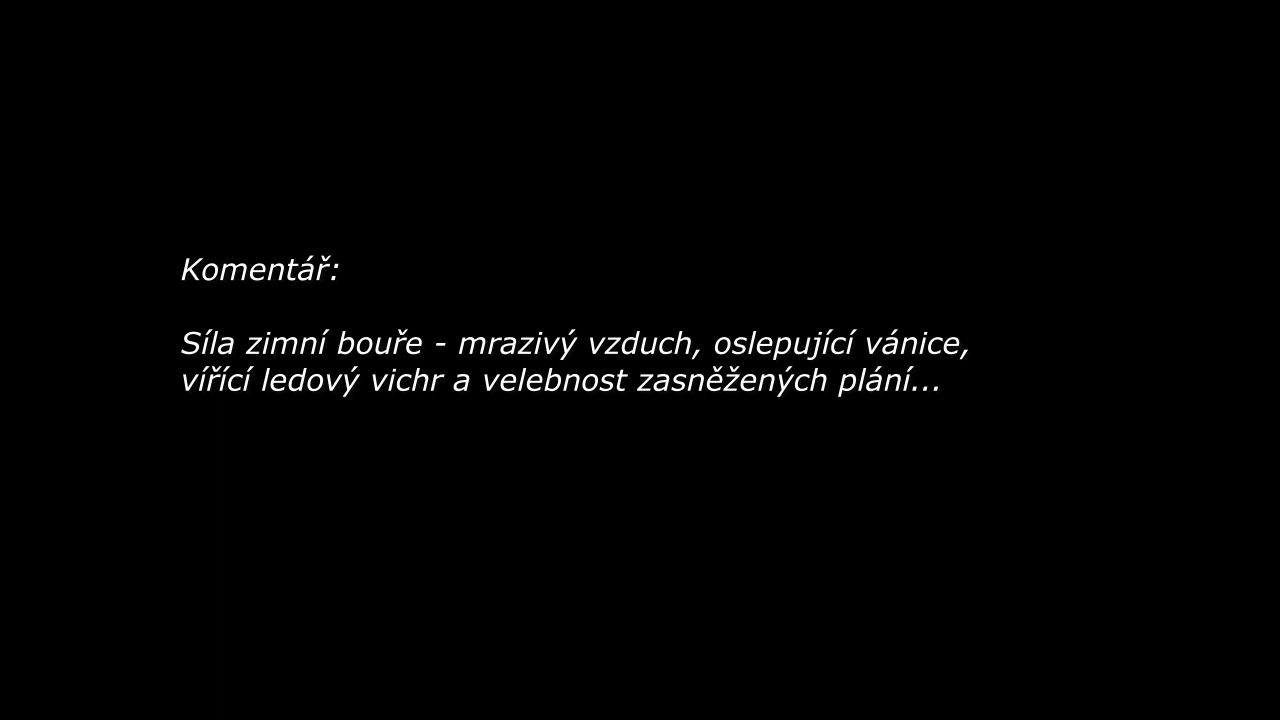 Komentář:
Síla zimní bouře - mrazivý vzduch, oslepující vánice,
vířící ledový vichr a velebnost zasněžených plání...